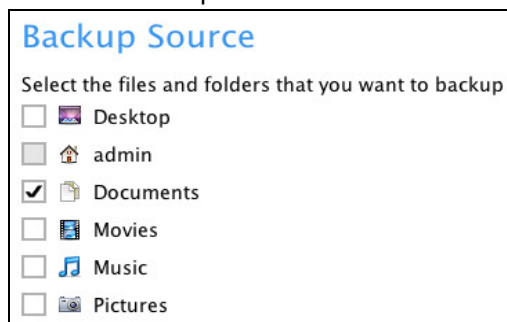 Backup Source
Select the files and folders that you want to backup
Desktop
admin
Documents
Movies
Music
Pictures